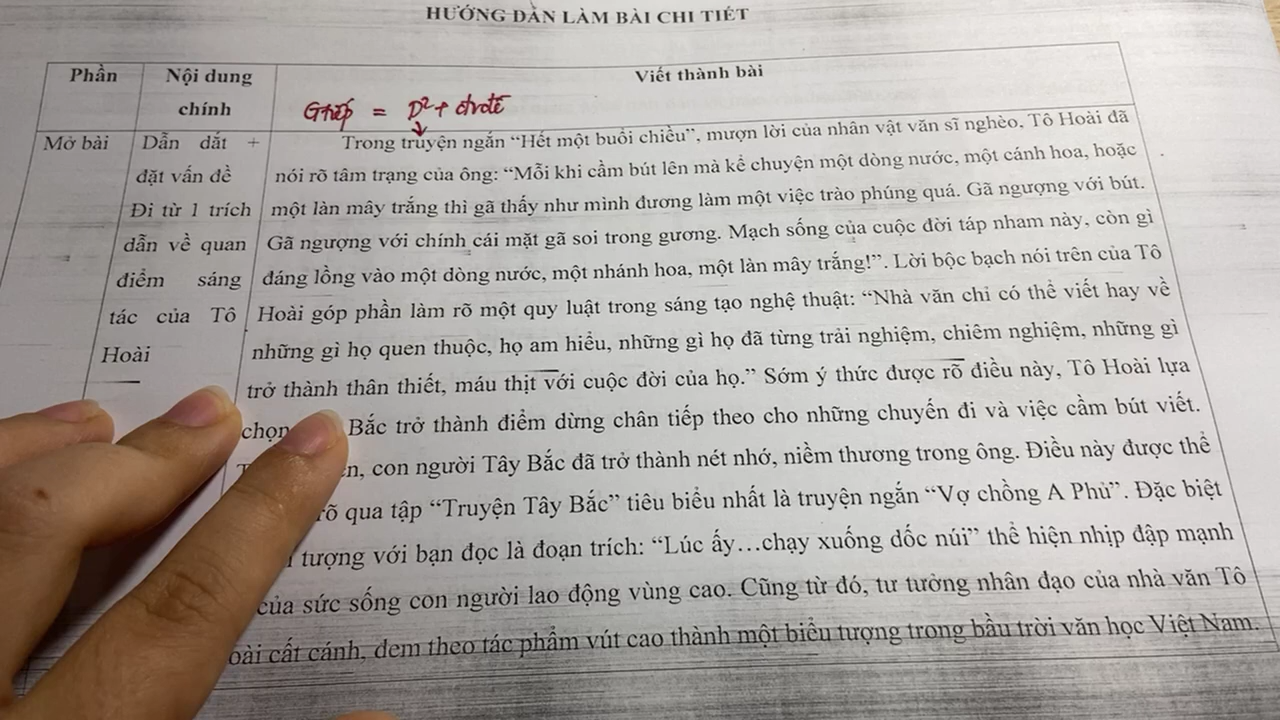 HƯỚNG DẪN LÀM BÀI CHI TIẾT
Phần
Nội dung
chính
Viết thành bài
Ghép = D²+
Mở bài
Dẫn dắt +
đặt vấn đề
Đi từ 1 trích
dẫn về quan
điểm sáng
tác của Tô
Hoài
Trong truyện ngắn “Hết một buổi chiều”, mượn lời của nhân vật văn sĩ nghèo, Tô Hoài đã
nói rõ tâm trạng của ông: “Mỗi khi cầm bút lên mà kể chuyện một dòng nước, một cánh hoa, hoặc
một làn mây trắng thì gã thấy như mình đương làm một việc trào phúng quá. Gã ngượng với bút.
Gã ngượng với chính cái mặt gã soi trong gương. Mạch sống của cuộc đời táp nham này, còn gì
đáng lồng vào một dòng nước, một nhánh hoa, một làn mây trắng!”. Lời bộc bạch nói trên của Tô
Hoài góp phần làm rõ một quy luật trong sáng tạo nghệ thuật: “Nhà văn chỉ có thể viết hay về
những gì họ quen thuộc, họ am hiểu, những gì họ đã từng trải nghiệm, chiêm nghiệm, những gì
trở thành thân thiết, máu thịt với cuộc đời của họ.” Sớm ý thức được rõ điều này, Tô Hoài lựa
chọn Bắc trở thành điểm dừng chân tiếp theo cho những chuyến đi và việc cầm bút viết.
con người Tây Bắc đã trở thành nét nhớ, niềm thương trong ông. Điều này được thể
rõ qua tập “Truyện Tây Bắc” tiêu biểu nhất là truyện ngắn “Vợ chồng A Phủ”. Đặc biệt
tượng với bạn đọc là đoạn trích: “Lúc ấy…chạy xuống dốc núi” thể hiện nhịp đập mạnh
của sức sống con người lao động vùng cao. Cũng từ đó, tư tưởng nhân đạo của nhà văn Tô
cất cánh, đem theo tác phẩm vút cao thành một biểu tượng trong bầu trời văn học Việt Nam.